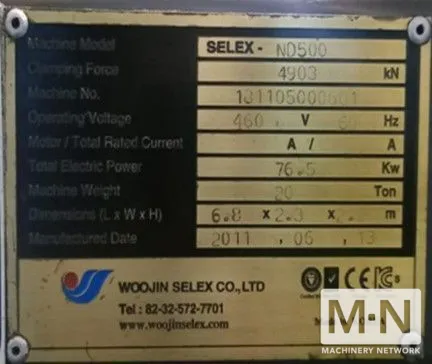 Machine Model SELEX - ND500
Clamping Force 4903 kN
Machine No.
Operating Voltage 460 V 60 Hz
Motor / Total Rated Current A / A
Total Electric Power 76.5 Kw
Machine Weight 20 Ton
Dimensions (L x W x H) 6.8 x 2.3 x 2. m
Manufactured Date 2011 . 06 . 13
WOOJIN SELEX CO., LTD
Tel : 82-32-572-7701
www.woojinselex.com
M-N
MACHINERY NETWORK